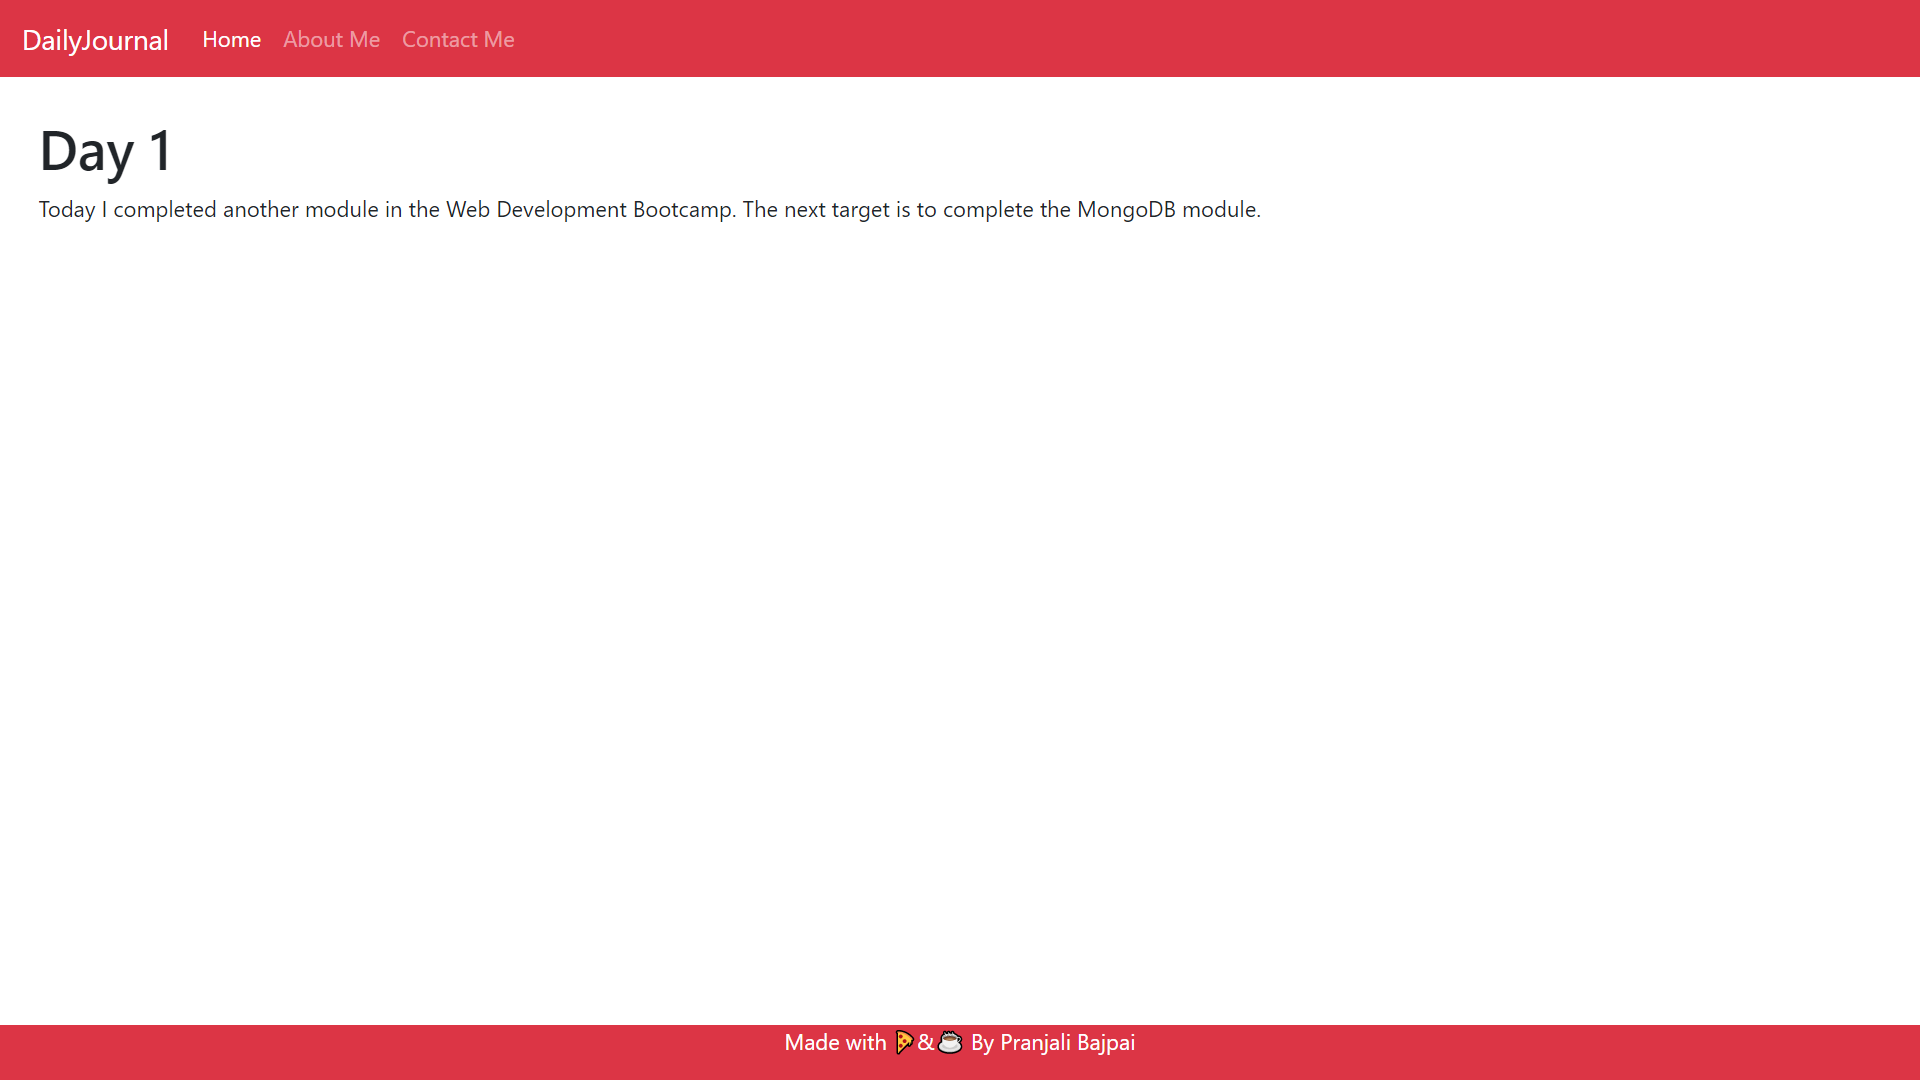 DailyJournal Home About Me Contact Me
Day 1
Today I completed another module in the Web Development Bootcamp. The next target is to complete the MongoDB module.
Made with 🍕&☕ By Pranjali Bajpai